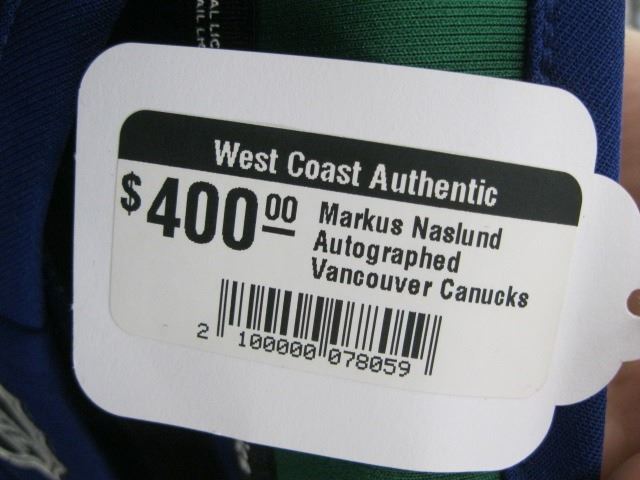 West Coast Authentic
$400.00
Markus Naslund
Autographed
Vancouver Canucks
2 100000 078059